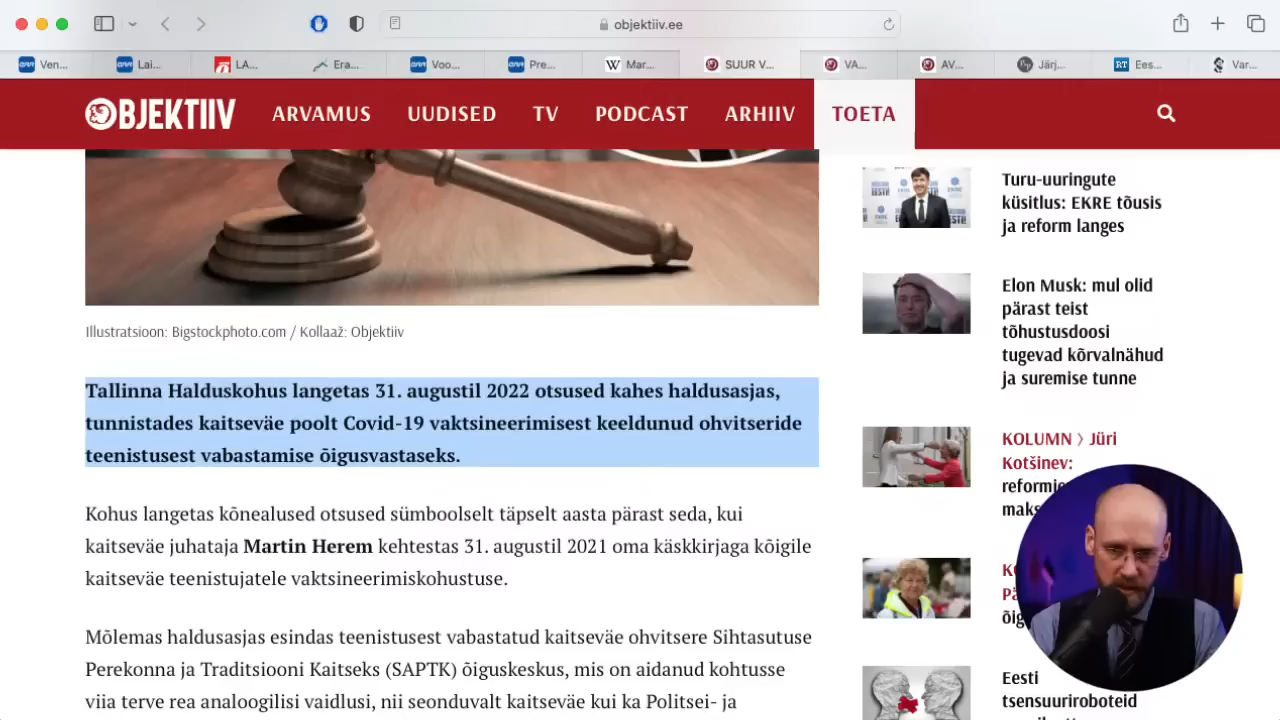 objektiiv.ee
Ven...
Lai...
LA...
Era...
Voo...
Pre...
Mar...
SUUR V...
VA...
AV...
Järj...
Ees...
Var...
OBJEKTIIV
ARVAMUS
UUDISED
TV
PODCAST
ARHIIV
TOETA
Illustratsioon: Bigstockphoto.com / Kollaaž: Objektiiv
Tallinna Halduskohus langetas 31. augustil 2022 otsused kahes haldusasjas,
tunnistades kaitseväe poolt Covid-19 vaktsineerimisest keeldunud ohvitseride
teenistusest vabastamise õigusvastaseks.
Kohus langetas kõnealused otsused sümboolselt täpselt aasta pärast seda, kui
kaitseväe juhataja Martin Herem kehtestas 31. augustil 2021 oma käskkirjaga kõigile
kaitseväe teenistujatele vaktsineerimiskohustuse.
Mõlemas haldusasjas esindas teenistusest vabastatud kaitseväe ohvitsere Sihtasutuse
Perekonna ja Traditsiooni Kaitseks (SAPTK) õiguskeskus, mis on aidanud kohtusse
viia terve rea analoogilisi vaidlusi, nii seonduvalt kaitseväe kui ka Politsei- ja
Turu-uuringute
küsitlus: EKRE tõusis
ja reform langes
Elon Musk: mul olid
pärast teist
tõhustusdoosi
tugevad kõrvalnähud
ja suremise tunne
KOLUMN 〉 Jüri
Kotšinev:
reformie
maks
K
Pä
õig
Eesti
tsensuuriroboteid